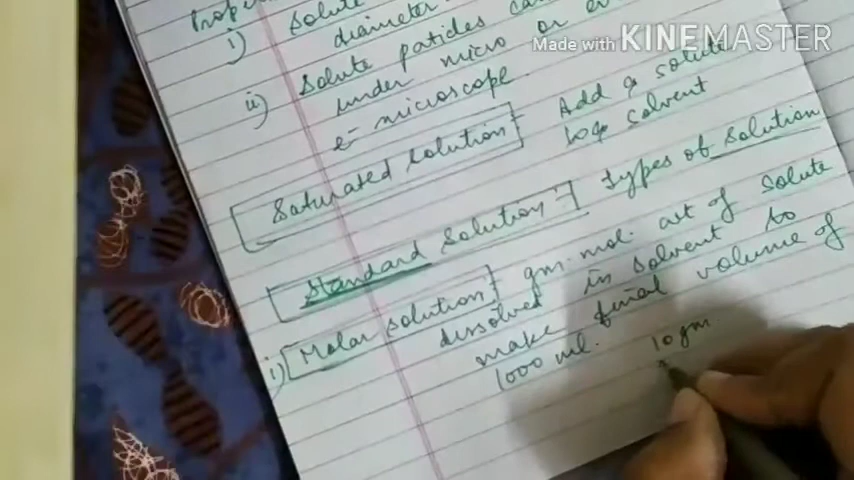 i) Solute
diameter
ii) Solute paticles
under micro or
e- microscope.
Saturated solution Add solute
solvent
Standard Solution :- types of solution
i) Molar solution gm. mol. wt of solute
dissolved in solvent to
make final volume of
1000 ml.
10 gm
Made with KINEMASTER